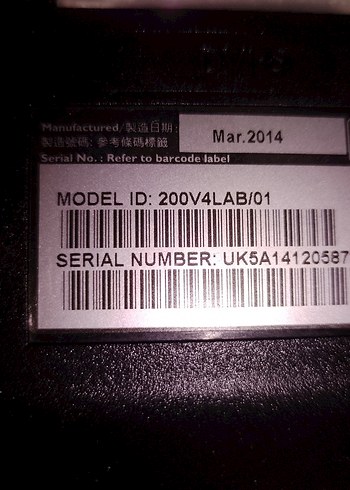 Manufactured/製造日期:
Mar.2014
製造號碼: 參考條碼標籤
Serial No.: Refer to barcode label
MODEL ID: 200V4LAB/01
SERIAL NUMBER: UK5A14120587